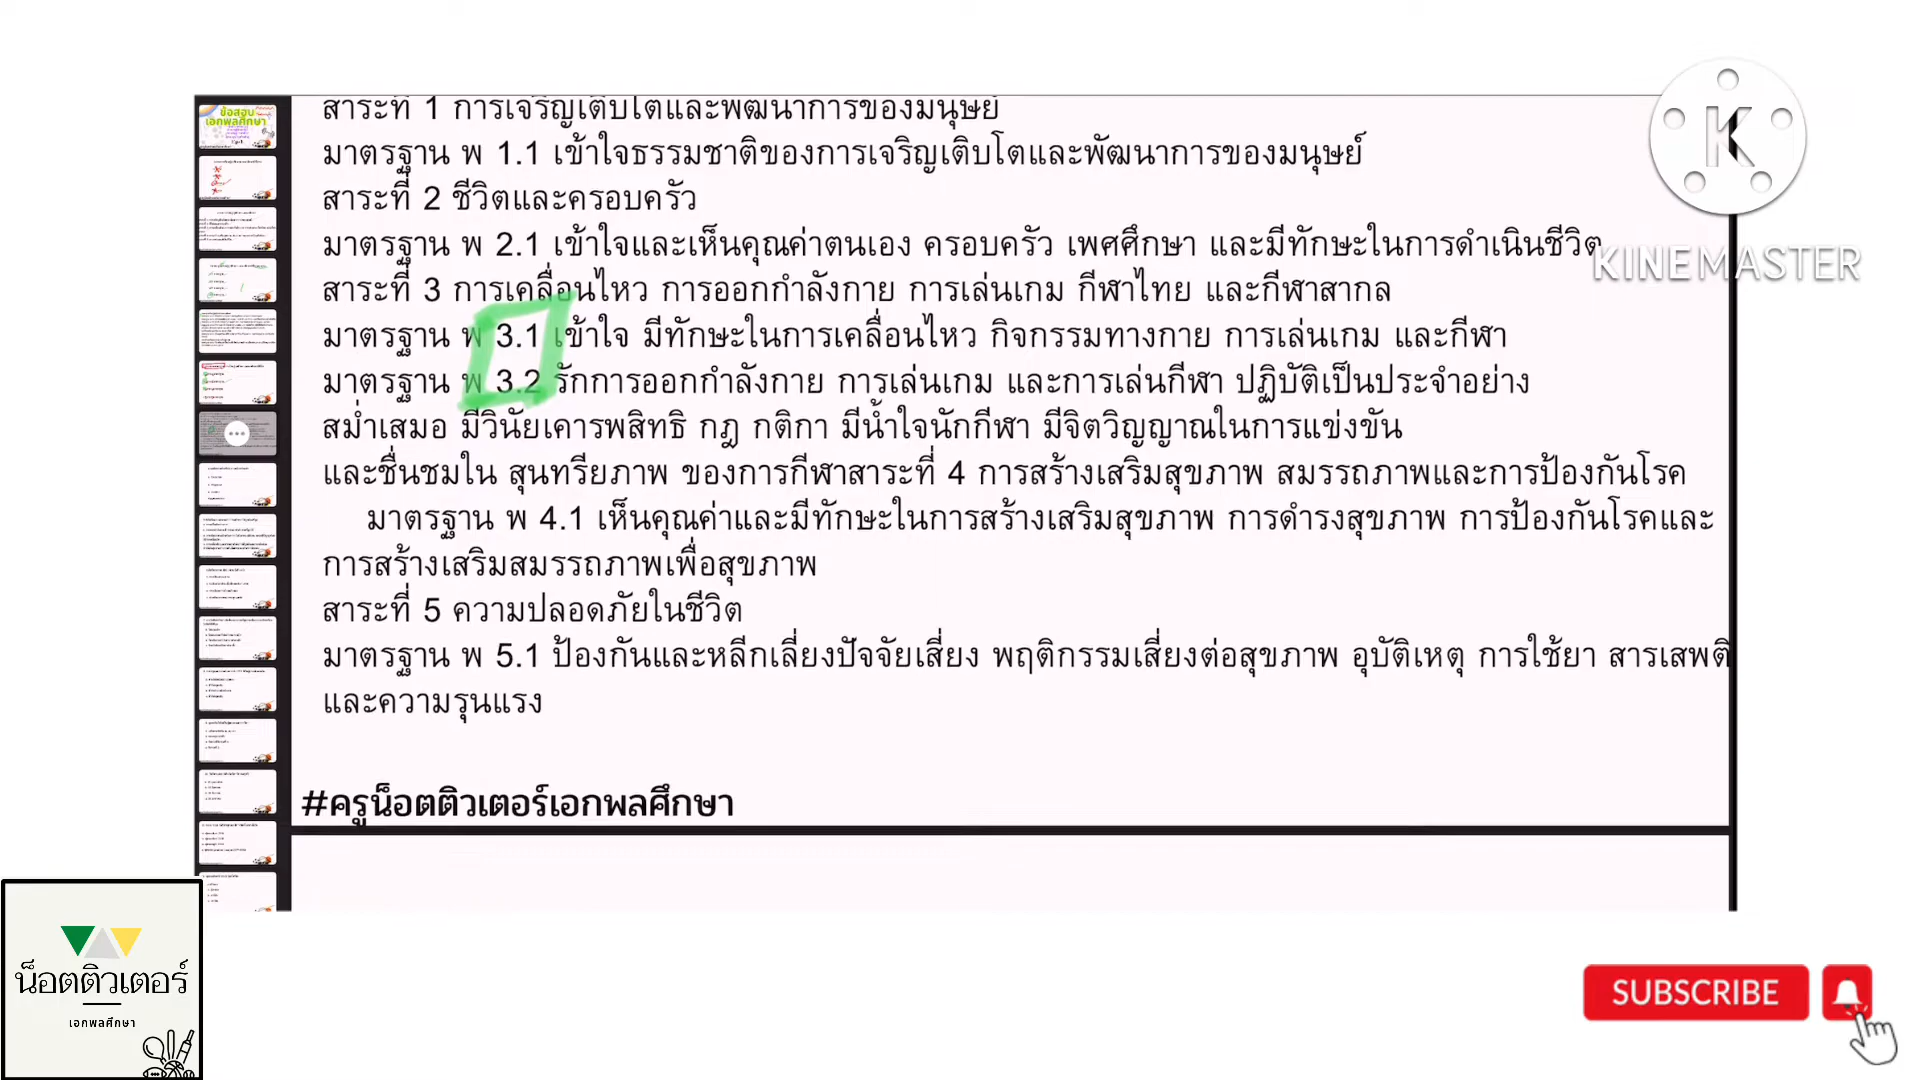 สาระที่ 1 การเจริญเติบโตและพัฒนาการของมนุษย์
มาตรฐาน พ 1.1 เข้าใจธรรมชาติของการเจริญเติบโตและพัฒนาการของมนุษย์
สาระที่ 2 ชีวิตและครอบครัว
มาตรฐาน พ 2.1 เข้าใจและเห็นคุณค่าตนเอง ครอบครัว เพศศึกษา และมีทักษะในการดำเนินชีวิต
สาระที่ 3 การเคลื่อนไหว การออกกำลังกาย การเล่นเกม กีฬาไทย และกีฬาสากล
มาตรฐาน พ 3.1 เข้าใจ มีทักษะในการเคลื่อนไหว กิจกรรมทางกาย การเล่นเกม และกีฬา
มาตรฐาน พ 3.2 รักการออกกำลังกาย การเล่นเกม และการเล่นกีฬา ปฏิบัติเป็นประจำอย่าง
สม่ำเสมอ มีวินัยเคารพสิทธิ กฎ กติกา มีน้ำใจนักกีฬา มีจิตวิญญาณในการแข่งขัน
และชื่นชมใน สุนทรียภาพ ของการกีฬาสาระที่ 4 การสร้างเสริมสุขภาพ สมรรถภาพและการป้องกันโรค
มาตรฐาน พ 4.1 เห็นคุณค่าและมีทักษะในการสร้างเสริมสุขภาพ การดำรงสุขภาพ การป้องกันโรคและ
การสร้างเสริมสมรรถภาพเพื่อสุขภาพ
สาระที่ 5 ความปลอดภัยในชีวิต
มาตรฐาน พ 5.1 ป้องกันและหลีกเลี่ยงปัจจัยเสี่ยง พฤติกรรมเสี่ยงต่อสุขภาพ อุบัติเหตุ การใช้ยา สารเสพติ
และความรุนแรง
#ครูน็อตติวเตอร์เอกพลศึกษา
ข้อสอบ
เอกพลศึกษา
K
KINEMASTER
น็อตติวเตอร์
เอกพลศึกษา
SUBSCRIBE